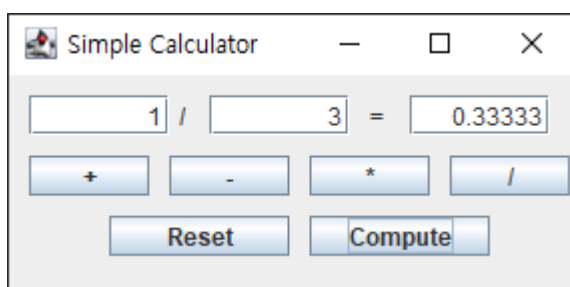 Simple Calculator
1 / 3 = 0.33333
+ - * /
Reset Compute